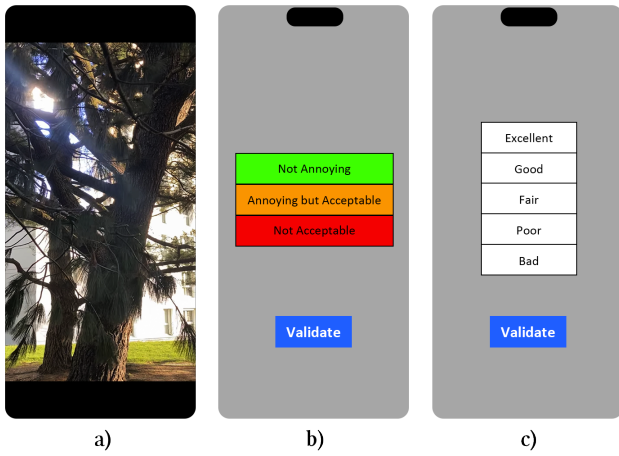 Not Annoying
Annoying but Acceptable
Not Acceptable
Validate
Excellent
Good
Fair
Poor
Bad
Validate
a)
b)
c)